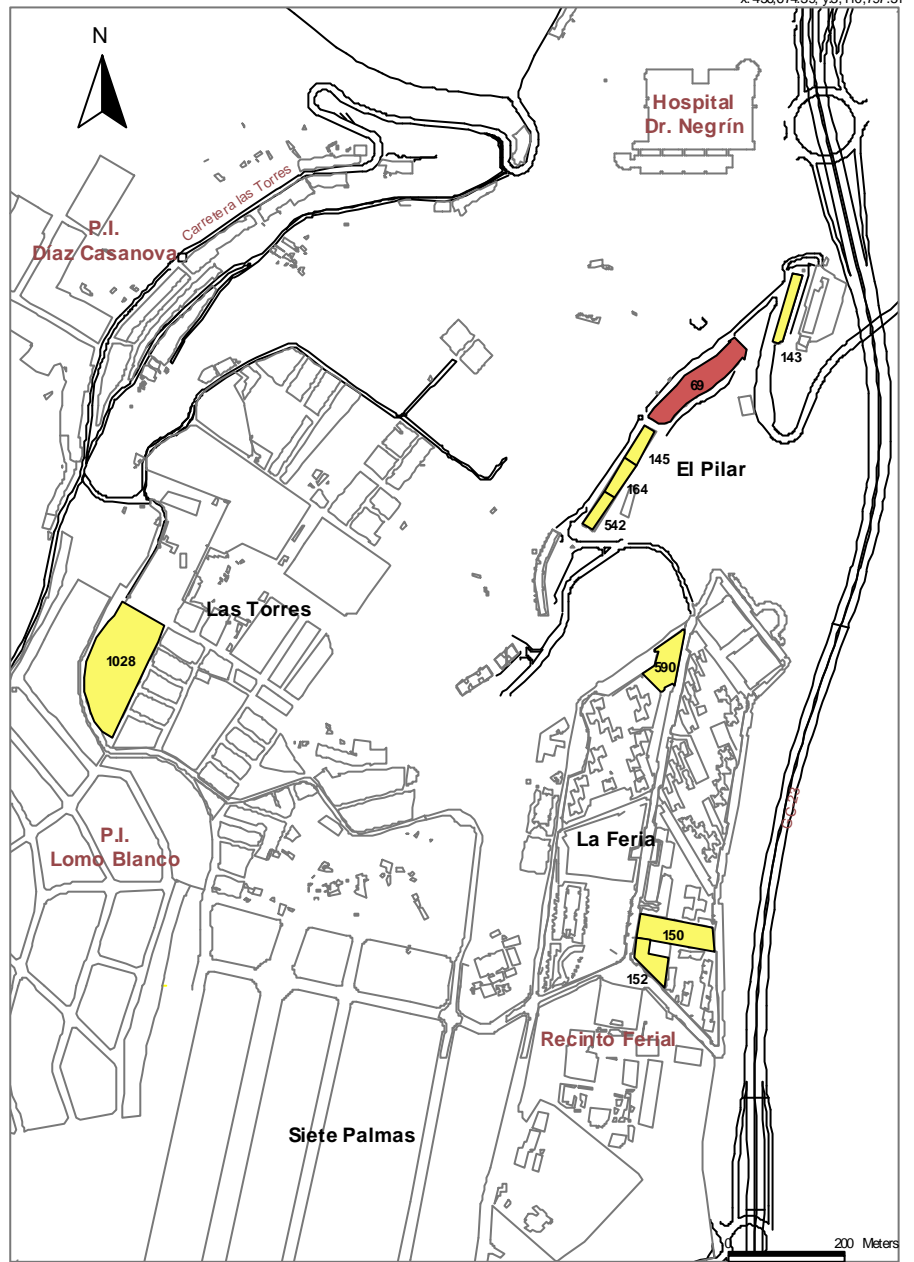 N
Hospital
Dr. Negrín
Carretera las Torres
P.I.
Díaz Casanova
143
69
145
El Pilar
164
542
Las Torres
1028
590
P.I.
Lomo Blanco
La Feria
150
152
Recinto Ferial
Siete Palmas
0
200 Meters